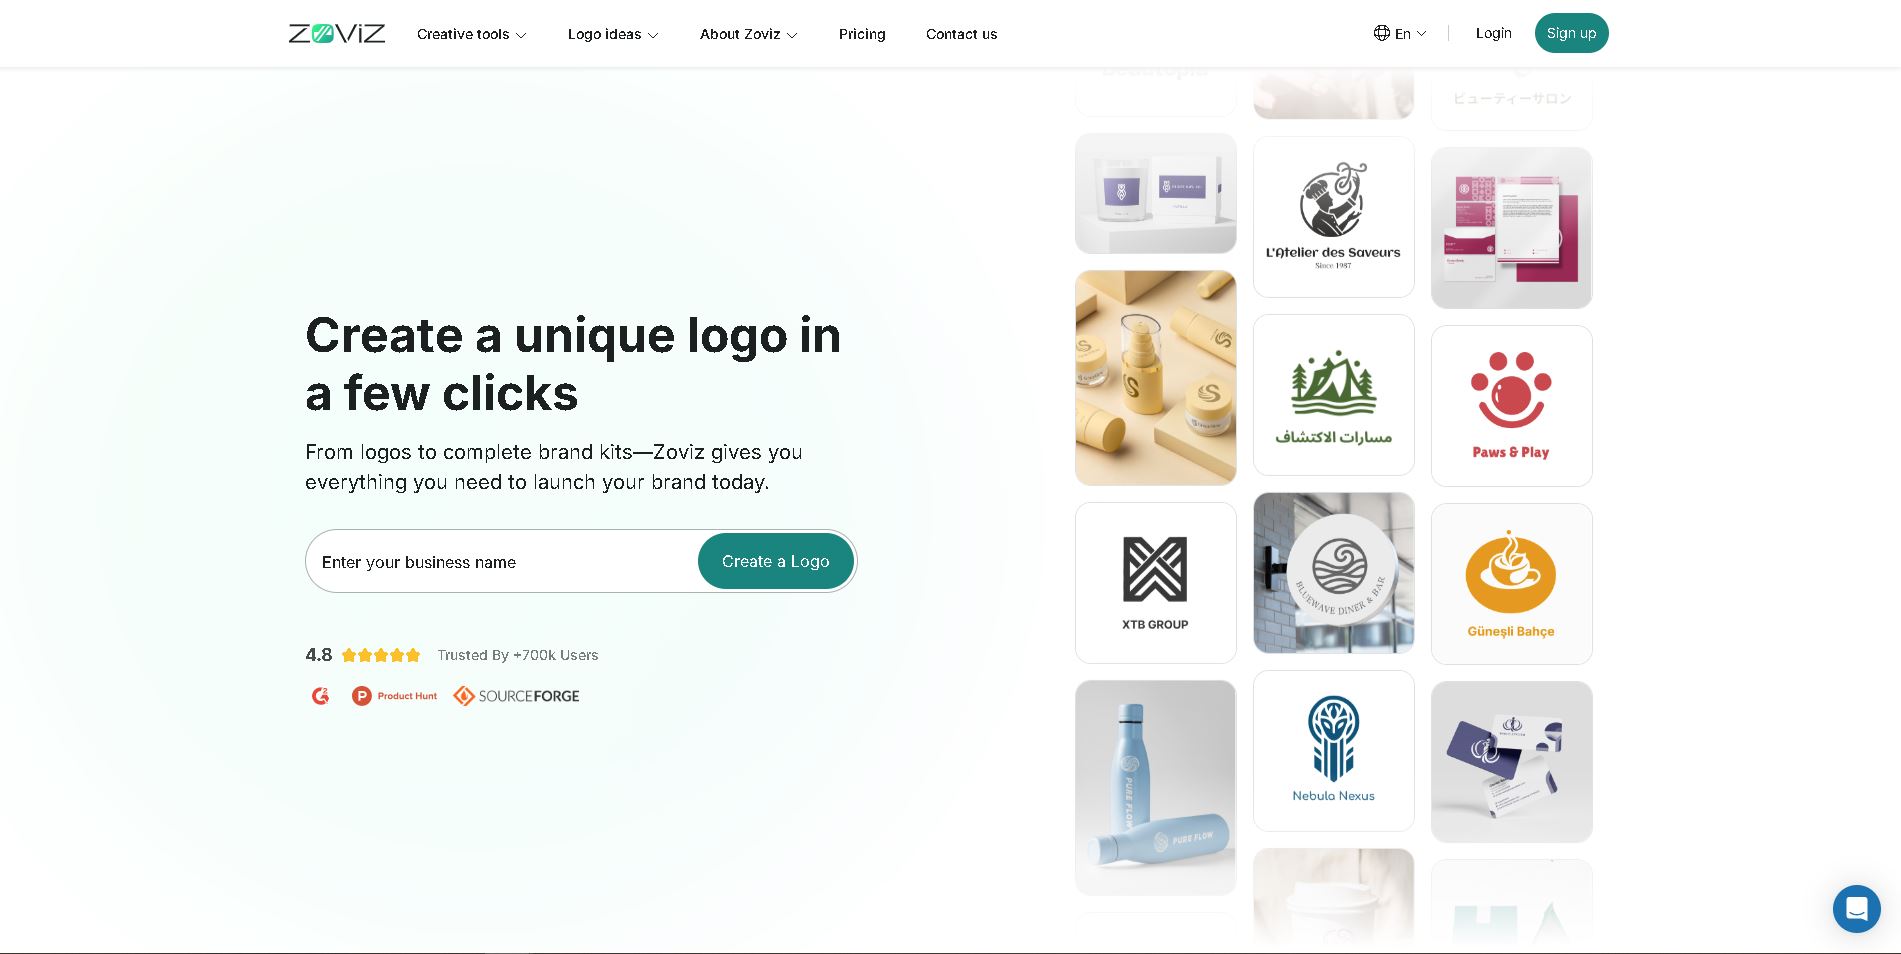 ZOVIZ
Creative tools
Logo ideas
About Zoviz
Pricing
Contact us
En
Login
Sign up
Create a unique logo in
a few clicks
From logos to complete brand kits—Zoviz gives you
everything you need to launch your brand today.
Enter your business name
Create a Logo
4.8
Trusted By +700k Users
Product Hunt
SOURCEFORGE
XTB GROUP
PURE FLOW
PURE FLOW
L'Atelier des Saveurs
Since 1987
مسارات الاكتشاف
BLUEWAVE DINER & BAR
Nebula Nexus
ビューティーサロン
Paws & Play
Güneşli Bahçe